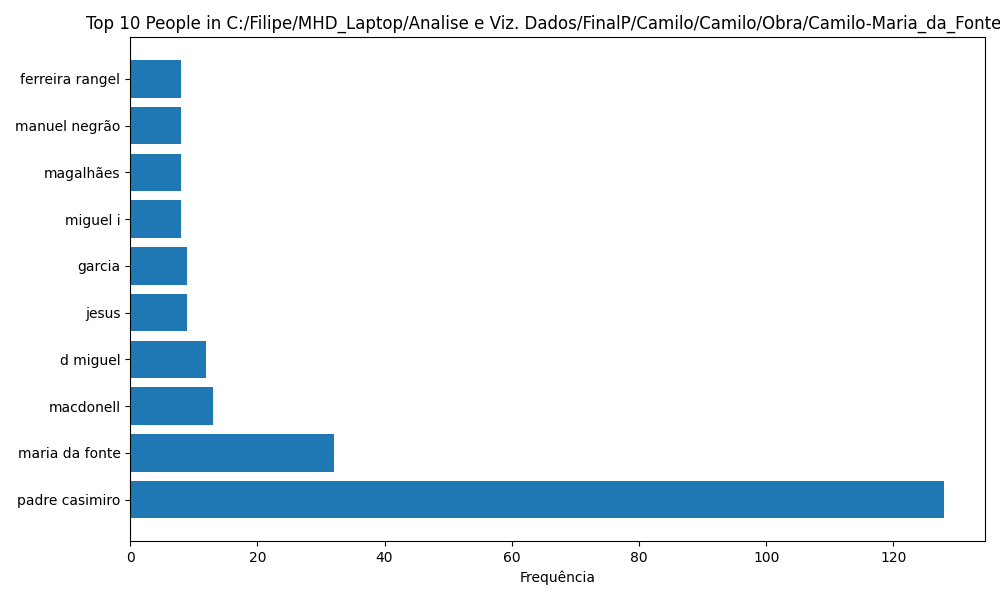 Top 10 People in C:/Filipe/MHD_Laptop/Analise e Viz. Dados/FinalP/Camilo/Camilo/Obra/Camilo-Maria_da_Fonte
ferreira rangel
manuel negrão
magalhães
miguel i
garcia
jesus
d miguel
macdonell
maria da fonte
padre casimiro
0 20 40 60 80 100 120
Frequência